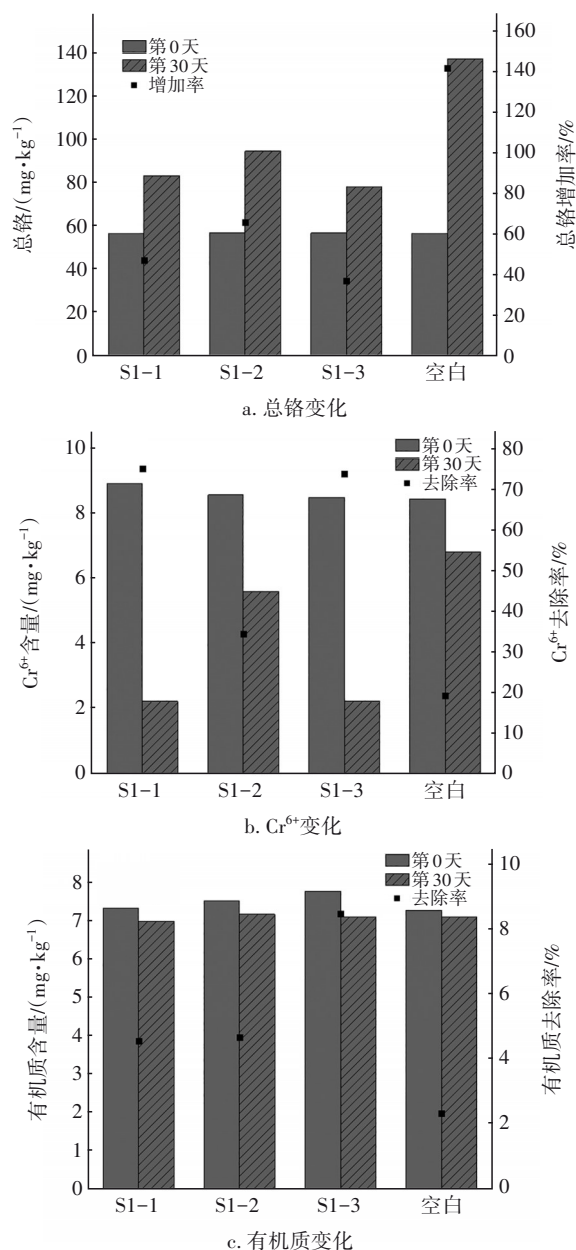 总铬/(mg·kg⁻¹)
140
120
100
80
60
40
20
0
第0天
第30天
增加率
160
140
120
100
80
60
40
20
0
总铬增加率/%
S1-1 S1-2 S1-3 空白
a. 总铬变化
Cr⁶⁺含量/(mg·kg⁻¹)
10
8
6
4
2
0
第0天
第30天
去除率
80
70
60
50
40
30
20
10
0
Cr⁶⁺去除率/%
S1-1 S1-2 S1-3 空白
b. Cr⁶⁺变化
有机质含量/(mg·kg⁻¹)
8
7
6
5
4
3
2
1
0
第0天
第30天
去除率
10
8
6
4
2
0
有机质去除率/%
S1-1 S1-2 S1-3 空白
c. 有机质变化